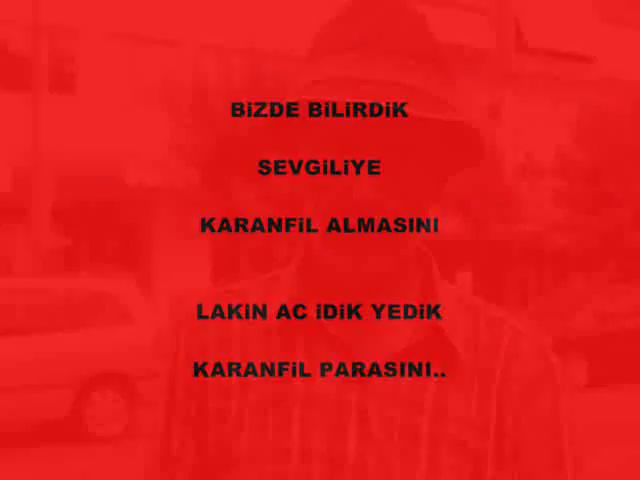 BiZDE BiLiRDiK
SEVGiLiYE
KARANFiL ALMASINI
LAKiN AC iDiK YEDiK
KARANFiL PARASINI..